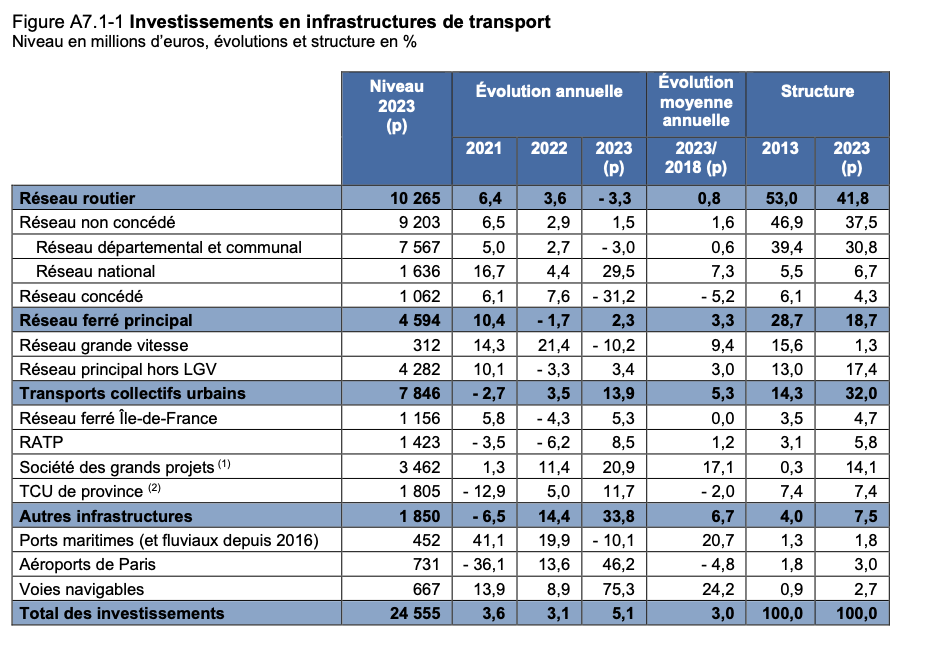 Figure A7.1-1 Investissements en infrastructures de transport
Niveau en millions d'euros, évolutions et structure en %
Niveau 2023 (p) Évolution annuelle Évolution moyenne annuelle Structure
2021 2022 2023 (p) 2023/ 2018 (p) 2013 2023 (p)
Réseau routier 10 265 6,4 3,6 - 3,3 0,8 53,0 41,8
Réseau non concédé 9 203 6,5 2,9 1,5 1,6 46,9 37,5
Réseau départemental et communal 7 567 5,0 2,7 - 3,0 0,6 39,4 30,8
Réseau national 1 636 16,7 4,4 29,5 7,3 5,5 6,7
Réseau concédé 1 062 6,1 7,6 - 31,2 - 5,2 6,1 4,3
Réseau ferré principal 4 594 10,4 - 1,7 2,3 3,3 28,7 18,7
Réseau grande vitesse 312 14,3 21,4 - 10,2 9,4 15,6 1,3
Réseau principal hors LGV 4 282 10,1 - 3,3 3,4 3,0 13,0 17,4
Transports collectifs urbains 7 846 - 2,7 3,5 13,9 5,3 14,3 32,0
Réseau ferré Île-de-France 1 156 5,8 - 4,3 5,3 0,0 3,5 4,7
RATP 1 423 - 3,5 - 6,2 8,5 1,2 3,1 5,8
Société des grands projets (1) 3 462 1,3 11,4 20,9 17,1 0,3 14,1
TCU de province (2) 1 805 - 12,9 5,0 11,7 - 2,0 7,4 7,4
Autres infrastructures 1 850 - 6,5 14,4 33,8 6,7 4,0 7,5
Ports maritimes (et fluviaux depuis 2016) 452 41,1 19,9 - 10,1 20,7 1,3 1,8
Aéroports de Paris 731 - 36,1 13,6 46,2 - 4,8 1,8 3,0
Voies navigables 667 13,9 8,9 75,3 24,2 0,9 2,7
Total des investissements 24 555 3,6 3,1 5,1 3,0 100,0 100,0